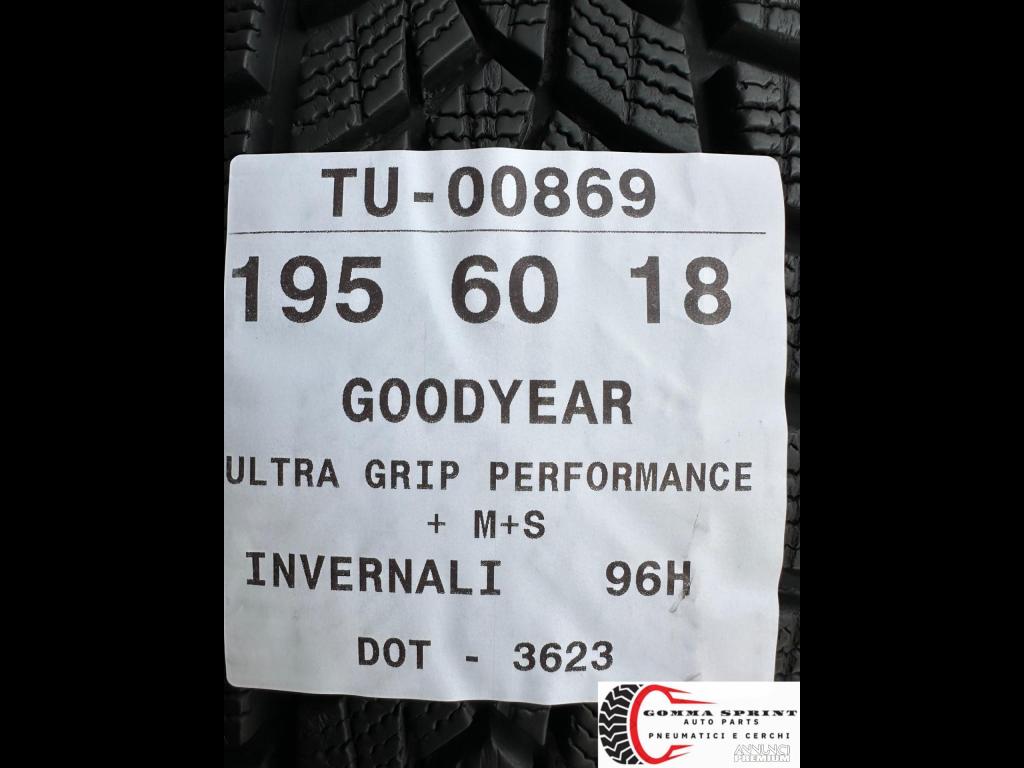 TU-00869
195 60 18
GOODYEAR
ULTRA GRIP PERFORMANCE
+ M+S
INVERNALI 96H
DOT - 3623
GOMMA SPRINT
AUTO PARTS
PNEUMATICI E CERCHI
ANNUNCI
PREMIUM